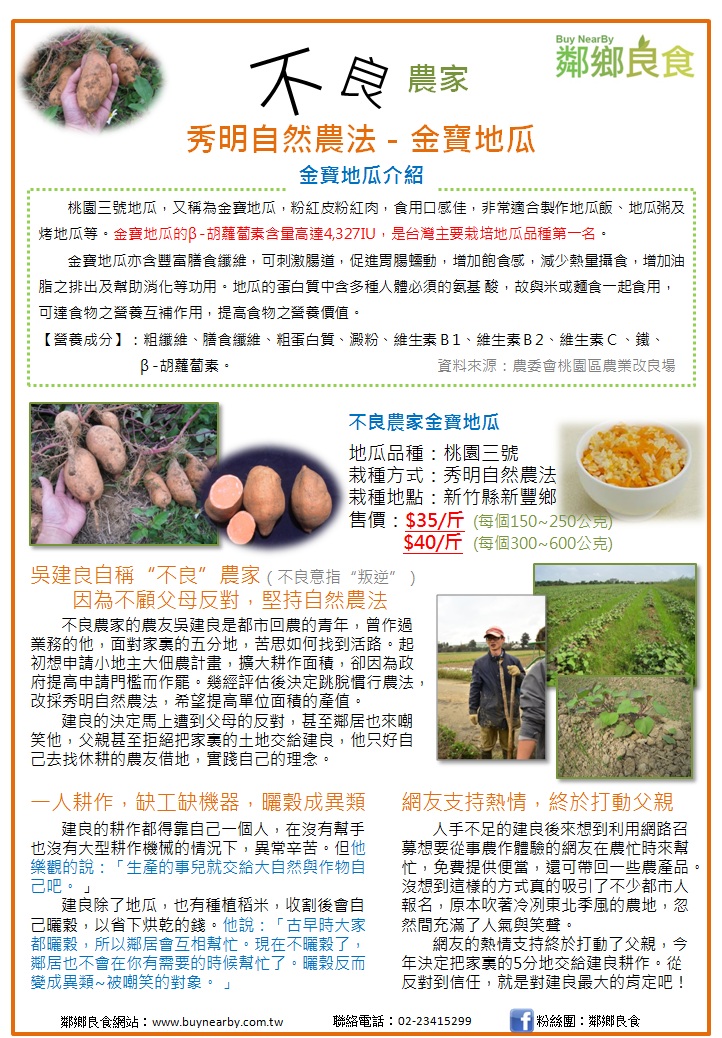 Buy NearBy
鄰鄉良食
不良 農家
秀明自然農法 - 金寶地瓜
金寶地瓜介紹
桃園三號地瓜，又稱為金寶地瓜，粉紅皮粉紅肉，食用口感佳，非常適合製作地瓜飯、地瓜粥及
烤地瓜等。金寶地瓜的β-胡蘿蔔素含量高達4,327IU，是台灣主要栽培地瓜品種第一名。
金寶地瓜亦含豐富膳食纖維，可刺激腸道，促進胃腸蠕動，增加飽食感，減少熱量攝食，增加油
脂之排出及幫助消化等功用。地瓜的蛋白質中含多種人體必須的氨基酸，故與米或麵食一起食用，
可達食物之營養互補作用，提高食物之營養價值。
【營養成分】：粗纖維、膳食纖維、粗蛋白質、澱粉、維生素Ｂ1、維生素Ｂ2、維生素Ｃ、鐵、
β-胡蘿蔔素。
資料來源：農委會桃園區農業改良場
不良農家金寶地瓜
地瓜品種：桃園三號
栽種方式：秀明自然農法
栽種地點：新竹縣新豐鄉
售價：$35/斤 (每個150~250公克)
$40/斤 (每個300~600公克)
吳建良自稱“不良”農家（不良意指“叛逆”）
因為不顧父母反對，堅持自然農法
不良農家的農友吳建良是都市回農的青年，曾作過
業務的他，面對家裏的五分地，苦思如何找到活路。起
初想申請小地主大佃農計畫，擴大耕作面積，卻因為政
府提高申請門檻而作罷。幾經評估後決定跳脫慣行農法，
改採秀明自然農法，希望提高單位面積的產值。
建良的決定馬上遭到父母的反對，甚至鄰居也來嘲
笑他，父親甚至拒絕把家裏的土地交給建良，他只好自
己去找休耕的農友借地，實踐自己的理念。
一人耕作，缺工缺機器，曬穀成異類
建良的耕作都得靠自己一個人，在沒有幫手
也沒有大型耕作機械的情況下，異常辛苦。但他
樂觀的說：「生產的事兒就交給大自然與作物自
己吧。」
建良除了地瓜，也有種植稻米，收割後會自
己曬穀，以省下烘乾的錢。他說：「古早時大家
都曬穀，所以鄰居會互相幫忙。現在不曬穀了，
鄰居也不會在你有需要的時候幫忙了。曬穀反而
變成異類~被嘲笑的對象。」
網友支持熱情，終於打動父親
人手不足的建良後來想到利用網路召
募想要從事農作體驗的網友在農忙時來幫
忙，免費提供便當，還可帶回一些農產品。
沒想到這樣的方式真的吸引了不少都市人
報名，原本吹著冷冽東北季風的農地，忽
然間充滿了人氣與笑聲。
網友的熱情支持終於打動了父親，今
年決定把家裏的5分地交給建良耕作。從
反對到信任，就是對建良最大的肯定吧！
鄰鄉良食網站：www.buynearby.com.tw
聯絡電話：02-23415299
f 粉絲團：鄰鄉良食